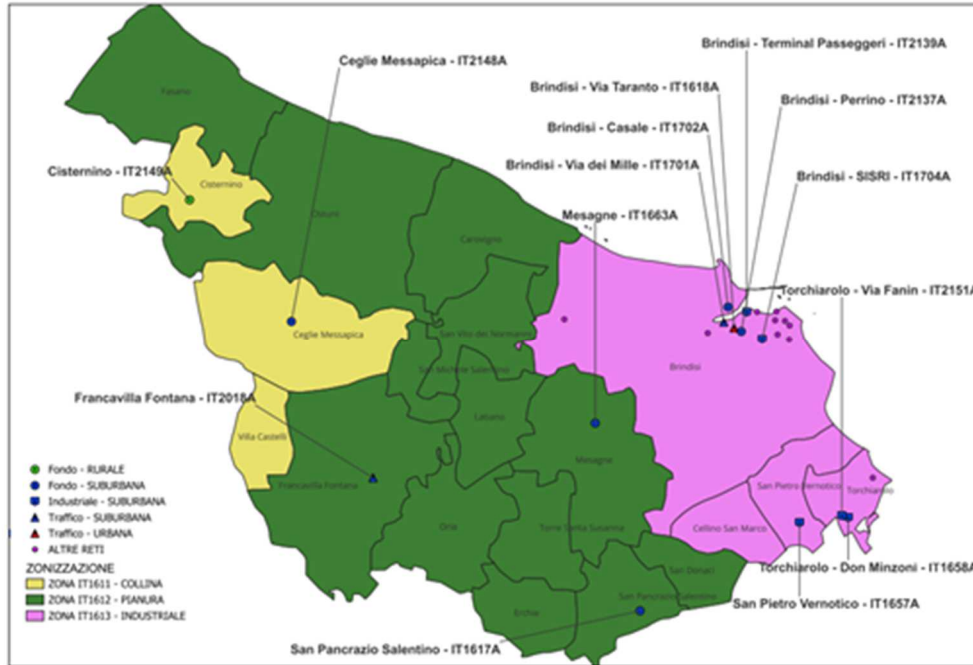 Brindisi - Terminal Passeggeri - IT2139A
Ceglie Messapica - IT2148A
Brindisi - Via Taranto - IT1618A
Brindisi - Perrino - IT2137A
Fasano
Brindisi - Casale - IT1702A
Brindisi - Via dei Mille - IT1701A
Cisternino - IT2149A
Brindisi - SISRI - IT1704A
Cisternino
Ostuni
Mesagne - IT1663A
Carovigno
Torchiarolo - Via Fanin - IT2151A
Ceglie Messapica
San Vito dei Normanni
San Michele Salentino
Brindisi
Francavilla Fontana - IT2018A
Latiano
Villa Castelli
Mesagne
Fondo - RURALE
Fondo - SUBURBANA
Industriale - SUBURBANA
Traffico - SUBURBANA
Traffico - URBANA
ALTRE RETI
Francavilla Fontana
San Pietro Vernotico
Torchiarolo
Oria
Torre Santa Susanna
Cellino San Marco
ZONIZZAZIONE
ZONA IT1611 - COLLINA
ZONA IT1612 - PIANURA
ZONA IT1613 - INDUSTRIALE
San Donaci
Torchiarolo - Don Minzoni - IT1658A
San Pancrazio Salentino
Erchie
San Pietro Vernotico - IT1657A
San Pancrazio Salentino - IT1617A